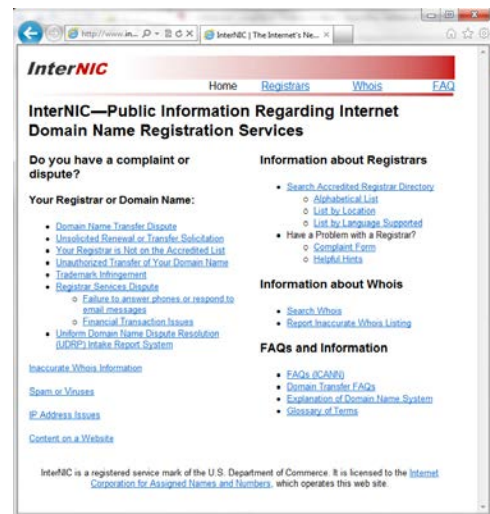 http://www.in...
InterNIC | The Internet's Ne...
InterNIC
Home Registrars Whois FAQ
InterNIC—Public Information Regarding Internet
Domain Name Registration Services
Do you have a complaint or
dispute?
Your Registrar or Domain Name:
Domain Name Transfer Dispute
Unsolicited Renewal or Transfer Solicitation
Your Registrar is Not on the Accredited List
Unauthorized Transfer of Your Domain Name
Trademark Infringement
Registrar Services Dispute
Failure to answer phones or respond to
email messages
Financial Transaction Issues
Uniform Domain Name Dispute Resolution
(UDRP) Intake Report System
Inaccurate Whois Information
Spam or Viruses
IP Address Issues
Content on a Website
Information about Registrars
Search Accredited Registrar Directory
Alphabetical List
List by Location
List by Language Supported
Have a Problem with a Registrar?
Complaint Form
Helpful Hints
Information about Whois
Search Whois
Report Inaccurate Whois Listing
FAQs and Information
FAQs (ICANN)
Domain Transfer FAQs
Explanation of Domain Name System
Glossary of Terms
InterNIC is a registered service mark of the U.S. Department of Commerce. It is licensed to the Internet
Corporation for Assigned Names and Numbers, which operates this web site.